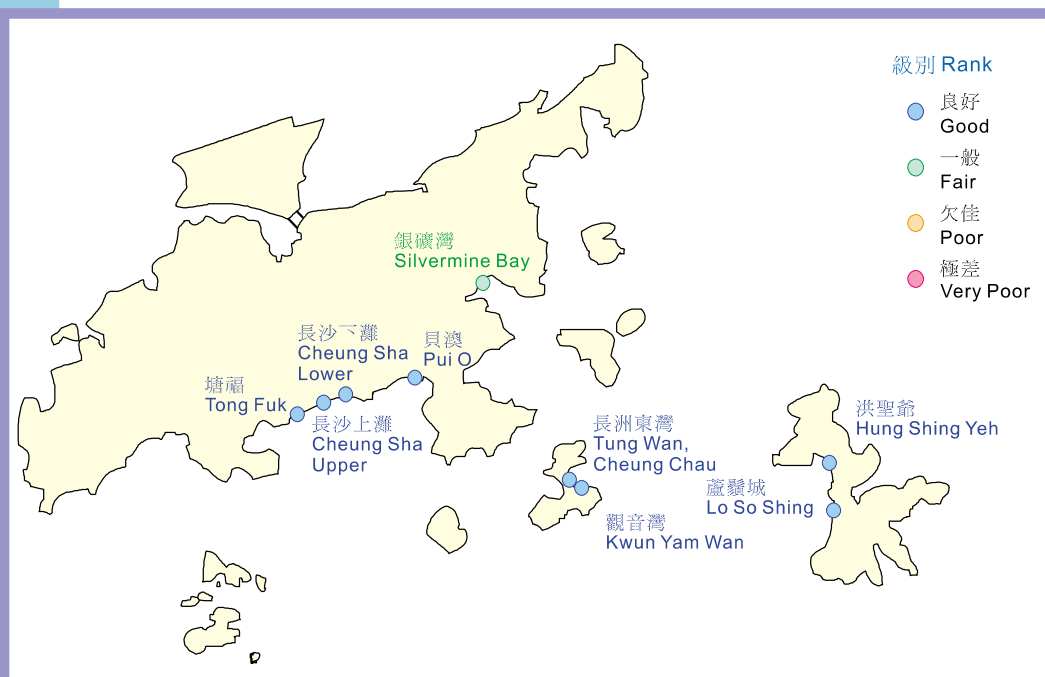 級別 Rank
良好
Good
一般
Fair
欠佳
Poor
極差
Very Poor
銀礦灣
Silvermine Bay
長沙下灘
Cheung Sha
Lower
貝澳
Pui O
塘福
Tong Fuk
長沙上灘
Cheung Sha
Upper
長洲東灣
Tung Wan,
Cheung Chau
洪聖爺
Hung Shing Yeh
蘆鬚城
Lo So Shing
觀音灣
Kwun Yam Wan